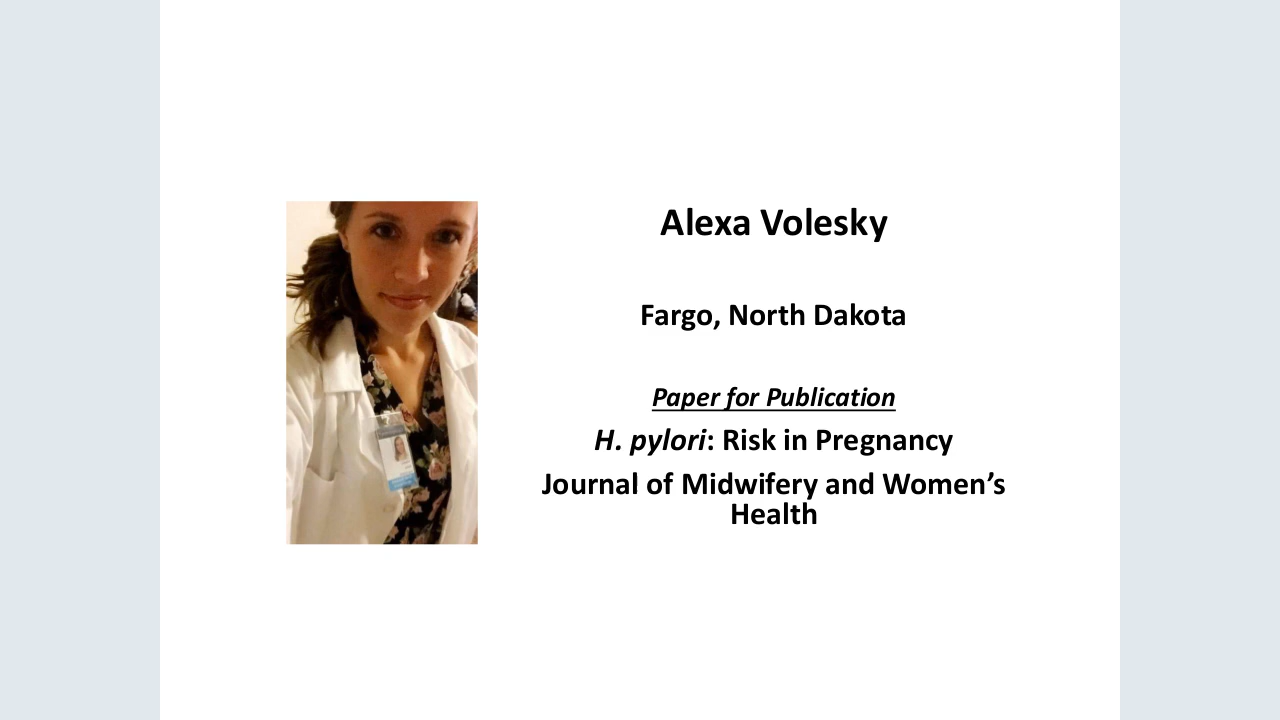 Alexa Volesky
Fargo, North Dakota
Paper for Publication
H. pylori: Risk in Pregnancy
Journal of Midwifery and Women’s
Health